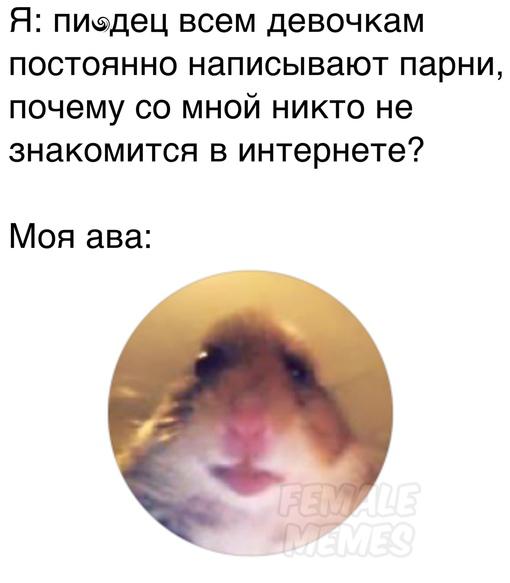 Я: пи꩜дец всем девочкам
постоянно написывают парни,
почему со мной никто не
знакомится в интернете?
Моя ава:
FEMALE
MEMES